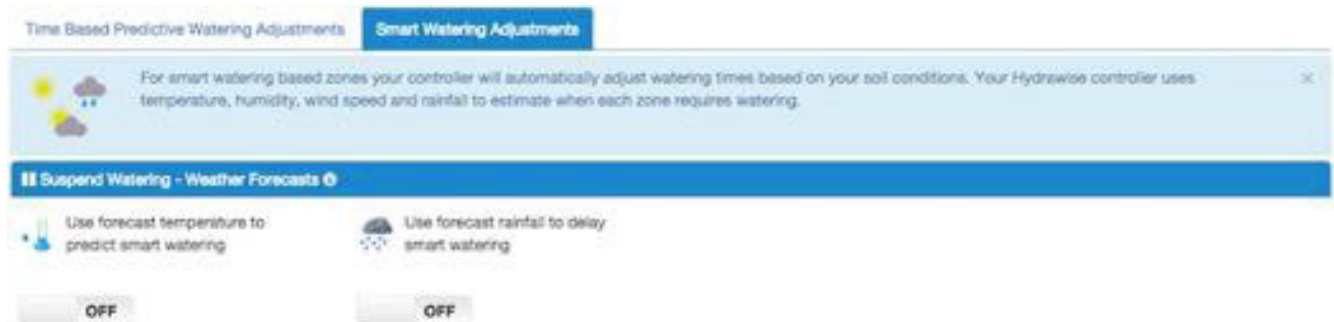 Time Based Predictive Watering Adjustments Smart Watering Adjustments
For smart watering based zones your controller will automatically adjust watering times based on your soil conditions. Your Hydrawise controller uses
temperature, humidity, wind speed and rainfall to estimate when each zone requires watering.
Suspend Watering - Weather Forecasts
Use forecast temperature to
predict smart watering
Use forecast rainfall to delay
smart watering
OFF
OFF